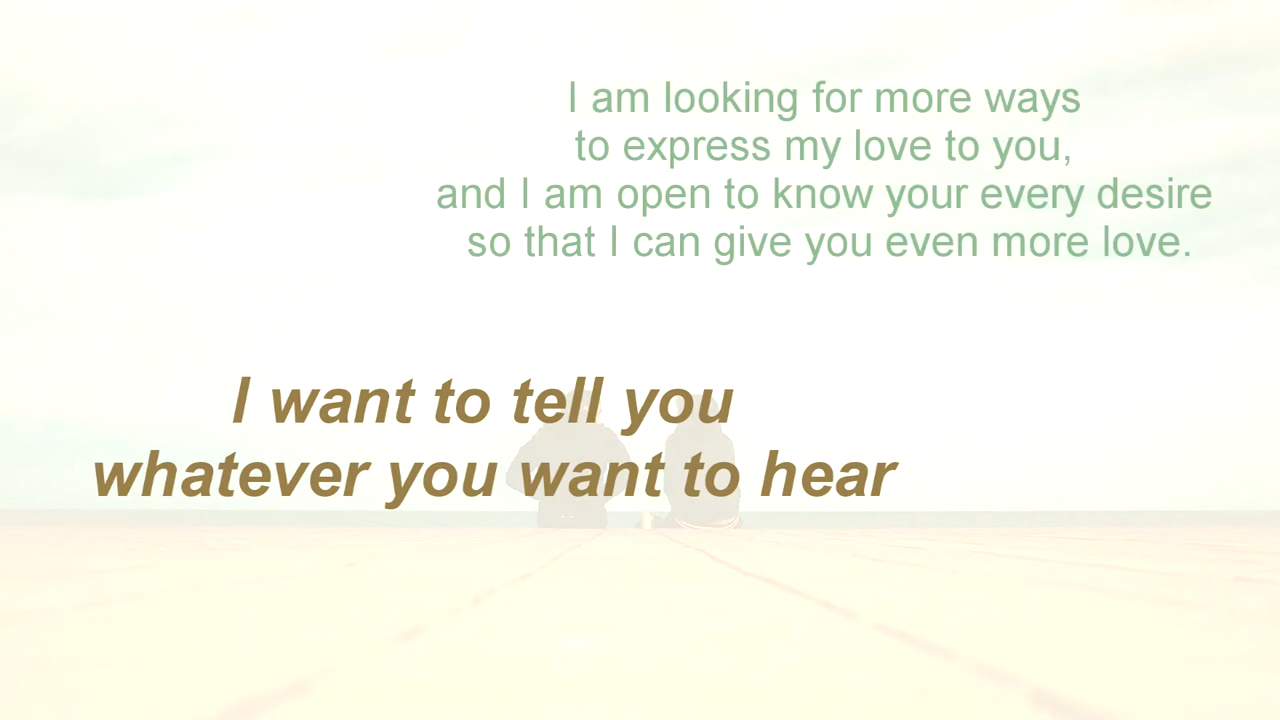 I am looking for more ways
to express my love to you,
and I am open to know your every desire
so that I can give you even more love.
I want to tell you
whatever you want to hear